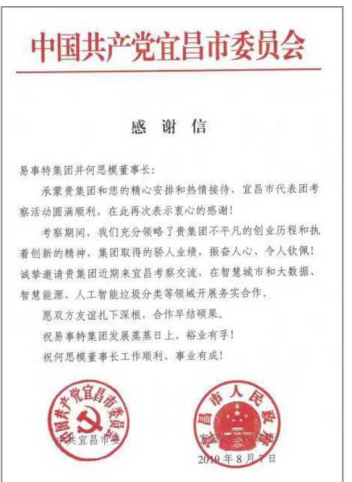 中国共产党宜昌市委员会
感谢信
易事特集团并何思模董事长：
承蒙贵集团和您的精心安排和热情接待，宜昌市代表团考
察活动圆满顺利，在此再次表示衷心的感谢！
考察期间，我们充分领略了贵集团不平凡的创业历程和执
着创新的精神，集团取得的骄人业绩，振奋人心、令人钦佩！
诚挚邀请贵集团近期来宜昌考察交流，在智慧城市和大数据、
智慧能源、人工智能垃圾分类等领域开展务实合作。
愿双方友谊扎下深根，合作早结硕果。
祝易事特集团发展蒸蒸日上、裕业有孚！
祝何思模董事长工作顺利、事业有成！
中国共产党宜昌市委员会
中共宜昌市委
宜昌市人民政府
2019年8月7日